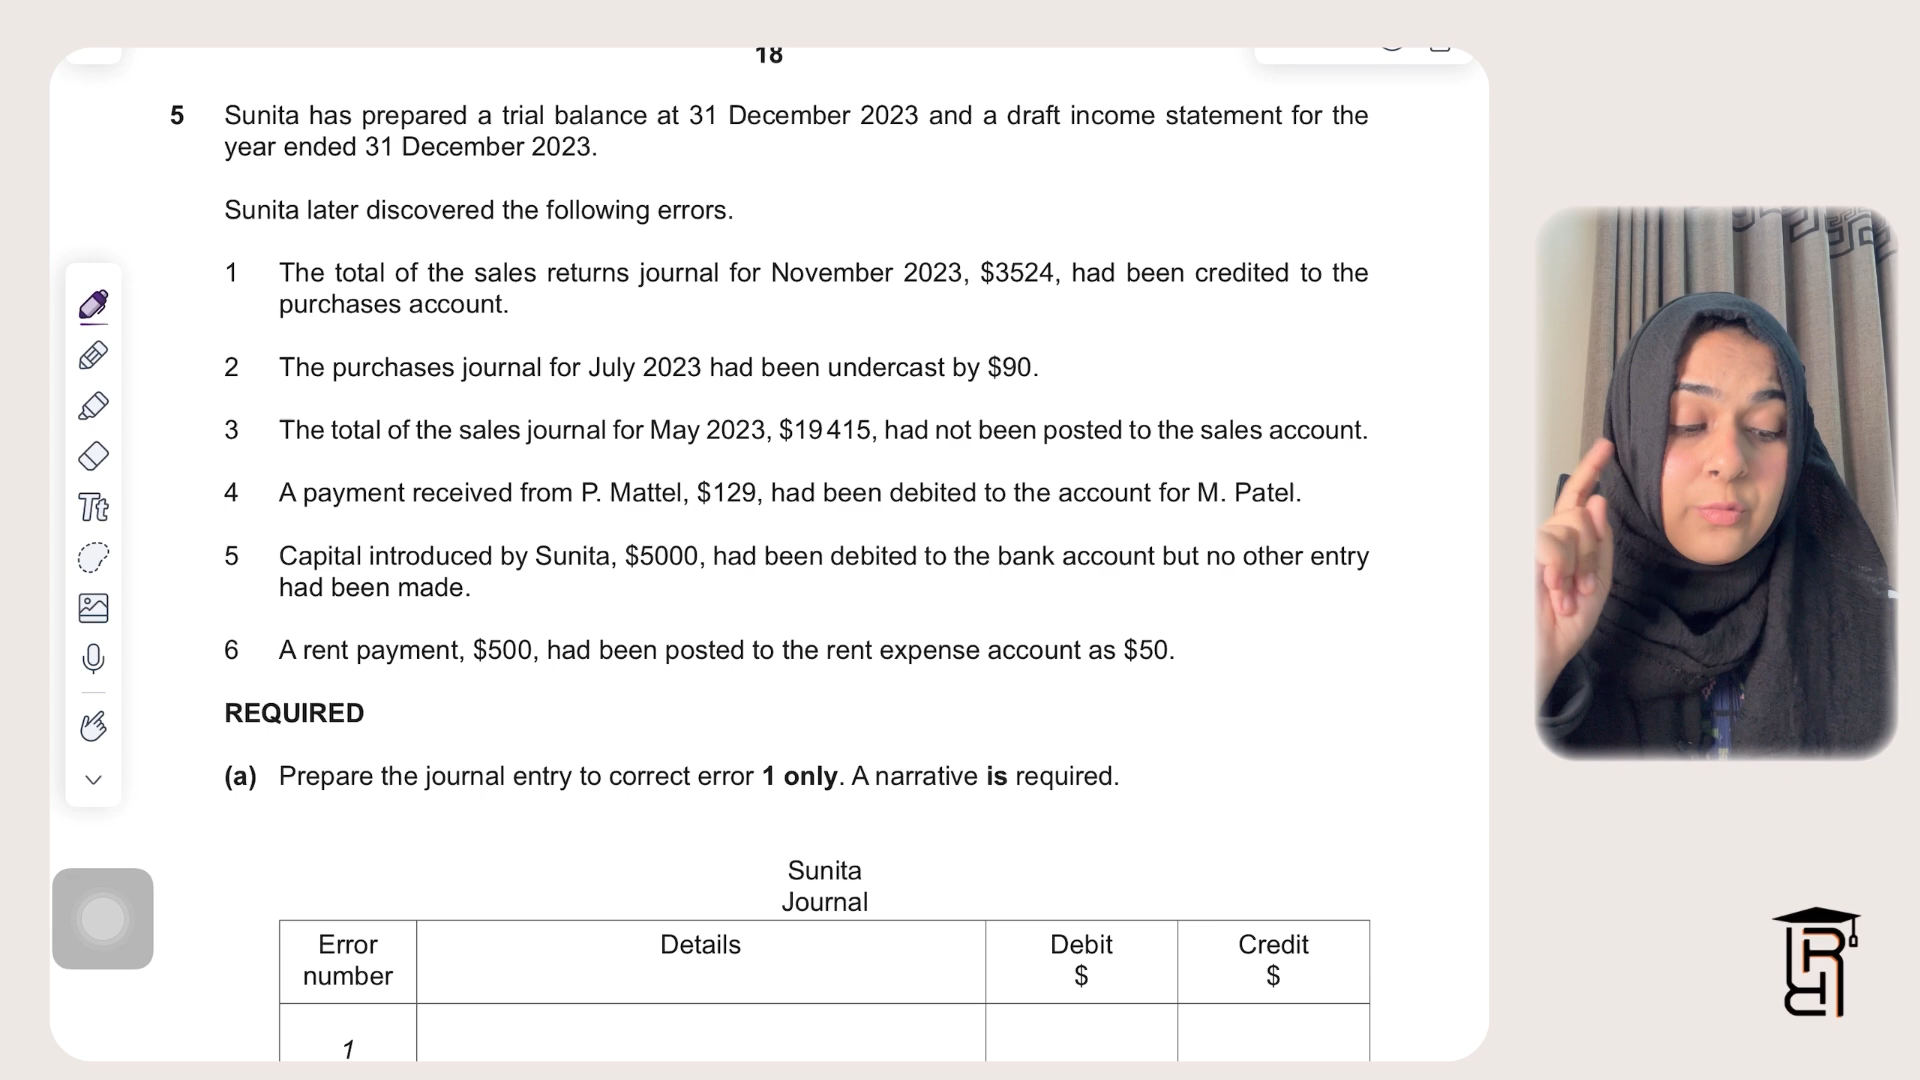 18
5 Sunita has prepared a trial balance at 31 December 2023 and a draft income statement for the
year ended 31 December 2023.
Sunita later discovered the following errors.
1 The total of the sales returns journal for November 2023, $3524, had been credited to the
purchases account.
2 The purchases journal for July 2023 had been undercast by $90.
3 The total of the sales journal for May 2023, $19 415, had not been posted to the sales account.
4 A payment received from P. Mattel, $129, had been debited to the account for M. Patel.
5 Capital introduced by Sunita, $5000, had been debited to the bank account but no other entry
had been made.
6 A rent payment, $500, had been posted to the rent expense account as $50.
REQUIRED
(a) Prepare the journal entry to correct error 1 only. A narrative is required.
Sunita
Journal
Error number Details Debit $ Credit $
1
Tt